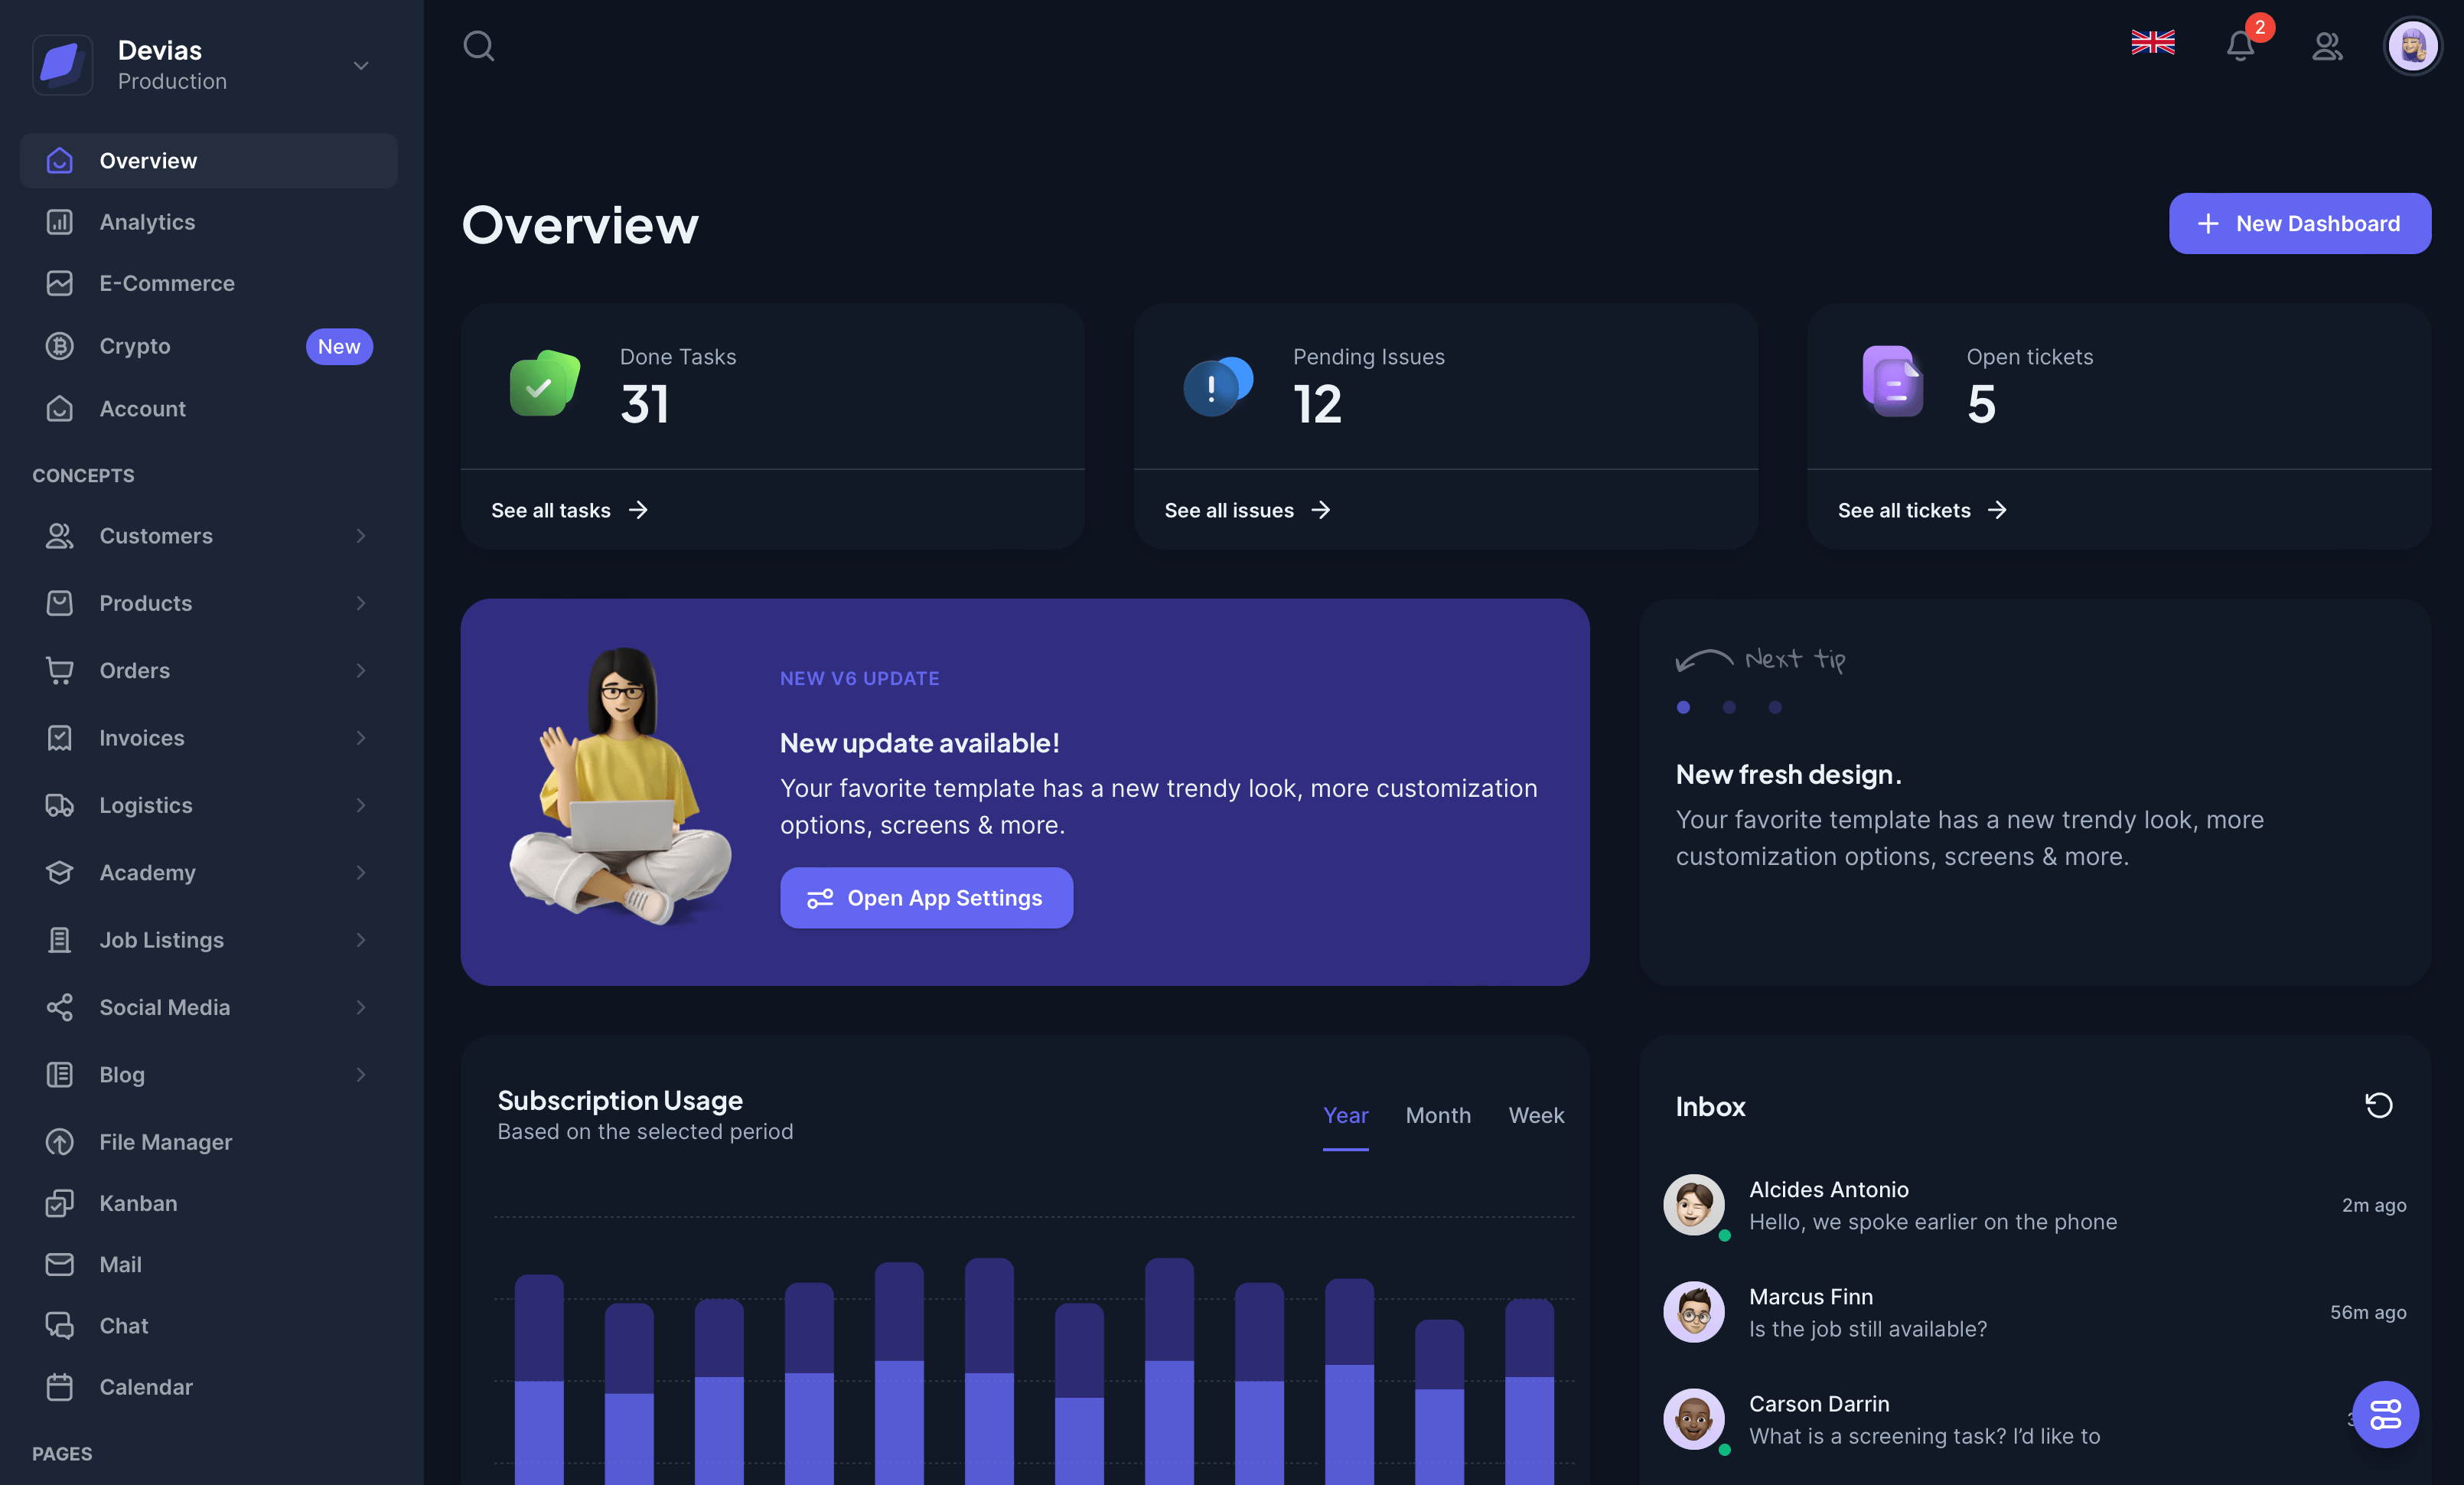 Devias
Production
Overview
Analytics
E-Commerce
Crypto
New
Account
CONCEPTS
Customers
Products
Orders
Invoices
Logistics
Academy
Job Listings
Social Media
Blog
File Manager
Kanban
Mail
Chat
Calendar
PAGES
2
Overview
New Dashboard
Done Tasks
31
See all tasks
Pending Issues
12
See all issues
Open tickets
5
See all tickets
NEW V6 UPDATE
New update available!
Your favorite template has a new trendy look, more customization
options, screens & more.
Open App Settings
Next tip
New fresh design.
Your favorite template has a new trendy look, more
customization options, screens & more.
Subscription Usage
Based on the selected period
Year
Month
Week
Inbox
Alcides Antonio
Hello, we spoke earlier on the phone
2m ago
Marcus Finn
Is the job still available?
56m ago
Carson Darrin
What is a screening task? I’d like to